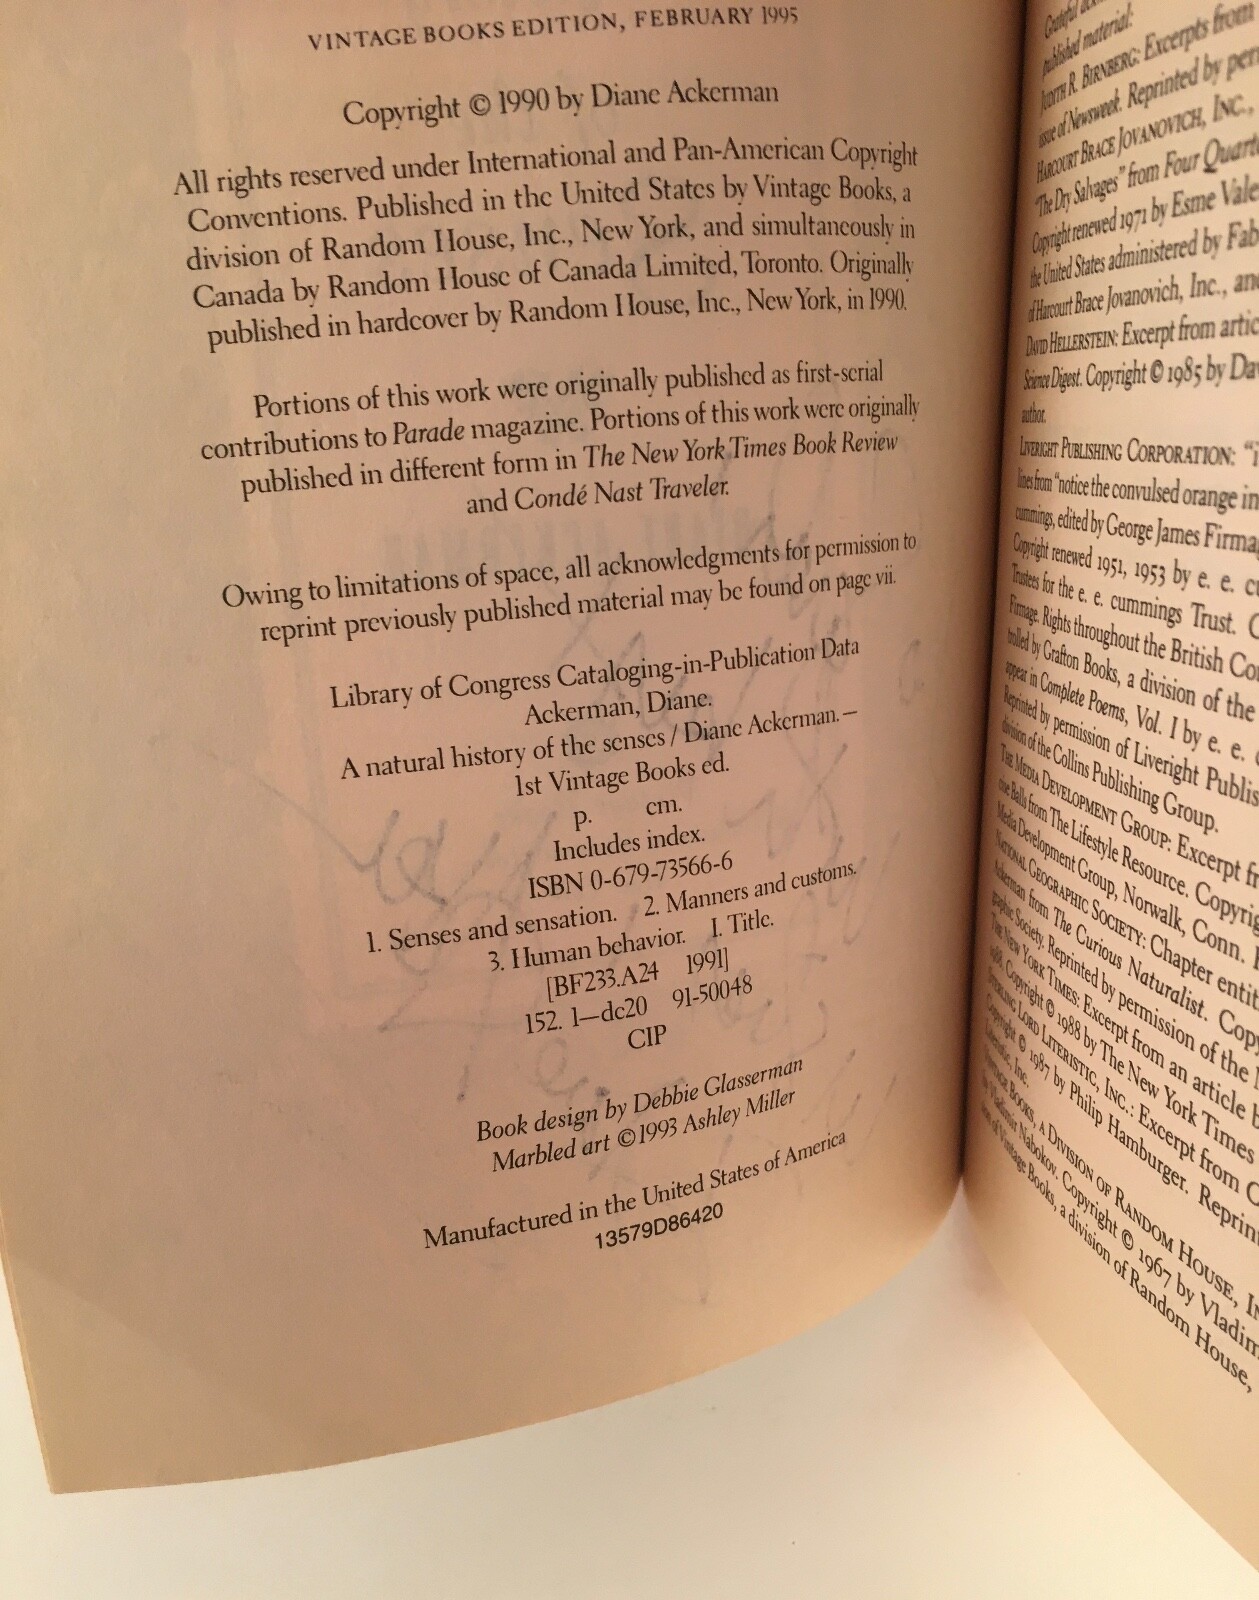 VINTAGE BOOKS EDITION, FEBRUARY 1995
Copyright © 1990 by Diane Ackerman
All rights reserved under International and Pan-American Copyright
Conventions. Published in the United States by Vintage Books, a
division of Random House, Inc., New York, and simultaneously in
Canada by Random House of Canada Limited, Toronto. Originally
published in hardcover by Random House, Inc., New York, in 1990.
Portions of this work were originally published as first-serial
contributions to Parade magazine. Portions of this work were originally
published in different form in The New York Times Book Review
and Condé Nast Traveler.
Owing to limitations of space, all acknowledgments for permission to
reprint previously published material may be found on page vii.
Library of Congress Cataloging-in-Publication Data
Ackerman, Diane.
A natural history of the senses / Diane Ackerman.—
1st Vintage Books ed.
p. cm.
Includes index.
ISBN 0-679-73566-6
1. Senses and sensation. 2. Manners and customs.
3. Human behavior. I. Title.
[BF233.A24 1991]
152. 1—dc20 91-50048
CIP
Book design by Debbie Glasserman
Marbled art ©1993 Ashley Miller
Manufactured in the United States of America
13579D86420
Grateful
published material:
JUDITH R. BIRNBERG: Excerpts from
issue of Newsweek. Reprinted by
HARCOURT BRACE JOVANOVICH, INC.,
"The Dry Salvages" from Four
Copyright renewed 1971 by Esme
the United States administered by
of Harcourt Brace Jovanovich, Inc., and
DAVID HELLERSTEIN: Excerpt from
Science Digest. Copyright © 1985 by
author.
LIVERIGHT PUBLISHING CORPORATION:
lines from "notice the convulsed orange
cummings, edited by George James
Copyright renewed 1951, 1953 by e. e.
Trustees for the e. e. cummings Trust.
Firmage. Rights throughout the British
trolled by Grafton Books, a division of the
appear in Complete Poems, Vol. I by e. e.
Reprinted by permission of Liveright
division of the Collins Publishing Group.
THE MEDIA DEVELOPMENT GROUP: Excerpt
Balls from The Lifestyle Resource.
Media Development Group, Norwalk, Conn.
NATIONAL GEOGRAPHIC SOCIETY: Chapter
Ackerman from The Curious Naturalist.
graphic Society. Reprinted by permission of the
THE NEW YORK TIMES: Excerpt from an article
Copyright © 1988 by The New York Times
STERLING LORD LITERISTIC, INC.: Excerpt from
Copyright © 1987 by Philip Hamburger.
Literistic, Inc.
VINTAGE BOOKS, A DIVISION OF RANDOM HOUSE,
Vladimir Nabokov. Copyright © 1967 by
of Vintage Books, a division of Random House,